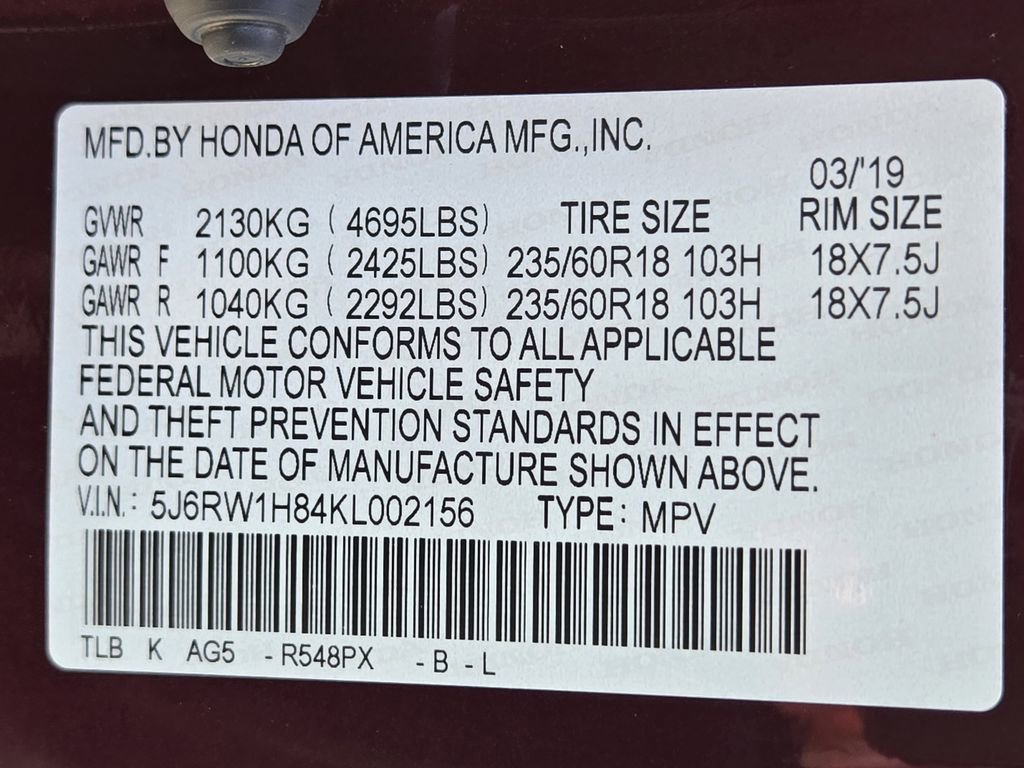 MFD.BY HONDA OF AMERICA MFG.,INC.
03/'19
GVWR 2130KG ( 4695LBS) TIRE SIZE RIM SIZE
GAWR F 1100KG ( 2425LBS) 235/60R18 103H 18X7.5J
GAWR R 1040KG ( 2292LBS) 235/60R18 103H 18X7.5J
THIS VEHICLE CONFORMS TO ALL APPLICABLE
FEDERAL MOTOR VEHICLE SAFETY
AND THEFT PREVENTION STANDARDS IN EFFECT
ON THE DATE OF MANUFACTURE SHOWN ABOVE.
V.I.N.: 5J6RW1H84KL002156 TYPE: MPV
TLB K AG5 - R548PX - B - L